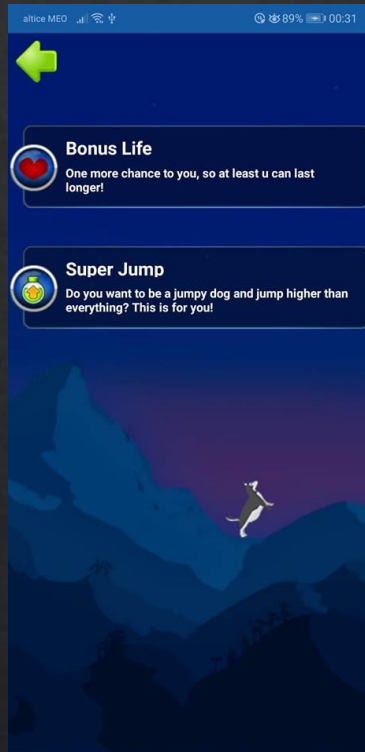 altice MEO 89% 00:31
Bonus Life
One more chance to you, so at least u can last
longer!
Super Jump
Do you want to be a jumpy dog and jump higher than
everything? This is for you!